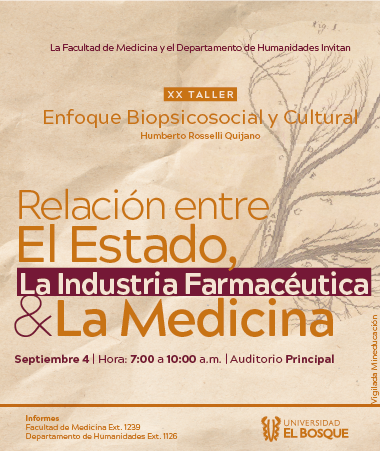 fig. 8.
La Facultad de Medicina y el Departamento de Humanidades Invitan
XX TALLER
Enfoque Biopsicosocial y Cultural
Humberto Rosselli Quijano
Relación entre
El Estado,
La Industria Farmacéutica
& La Medicina
Septiembre 4 | Hora: 7:00 a 10:00 a.m. | Auditorio Principal
Vigilada Mineducación
Informes
Facultad de Medicina Ext. 1239
Departamento de Humanidades Ext. 1126
UNIVERSIDAD
EL BOSQUE